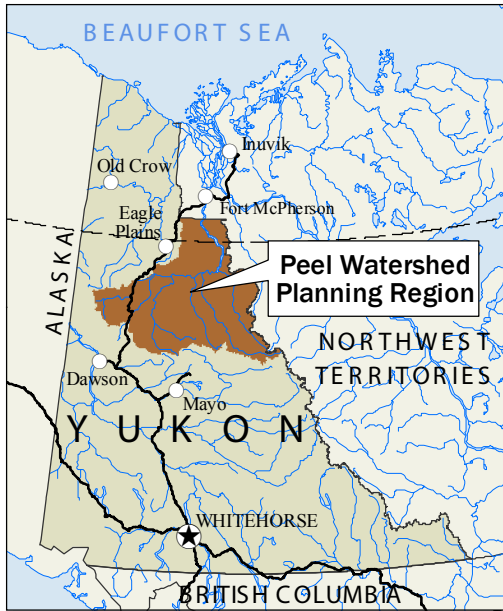 BEAUFORT SEA
Inuvik
Old Crow
Fort McPherson
Eagle
Plains
ALASKA
Peel Watershed
Planning Region
NORTHWEST
TERRITORIES
Dawson
Mayo
YUKON
WHITEHORSE
BRITISH COLUMBIA